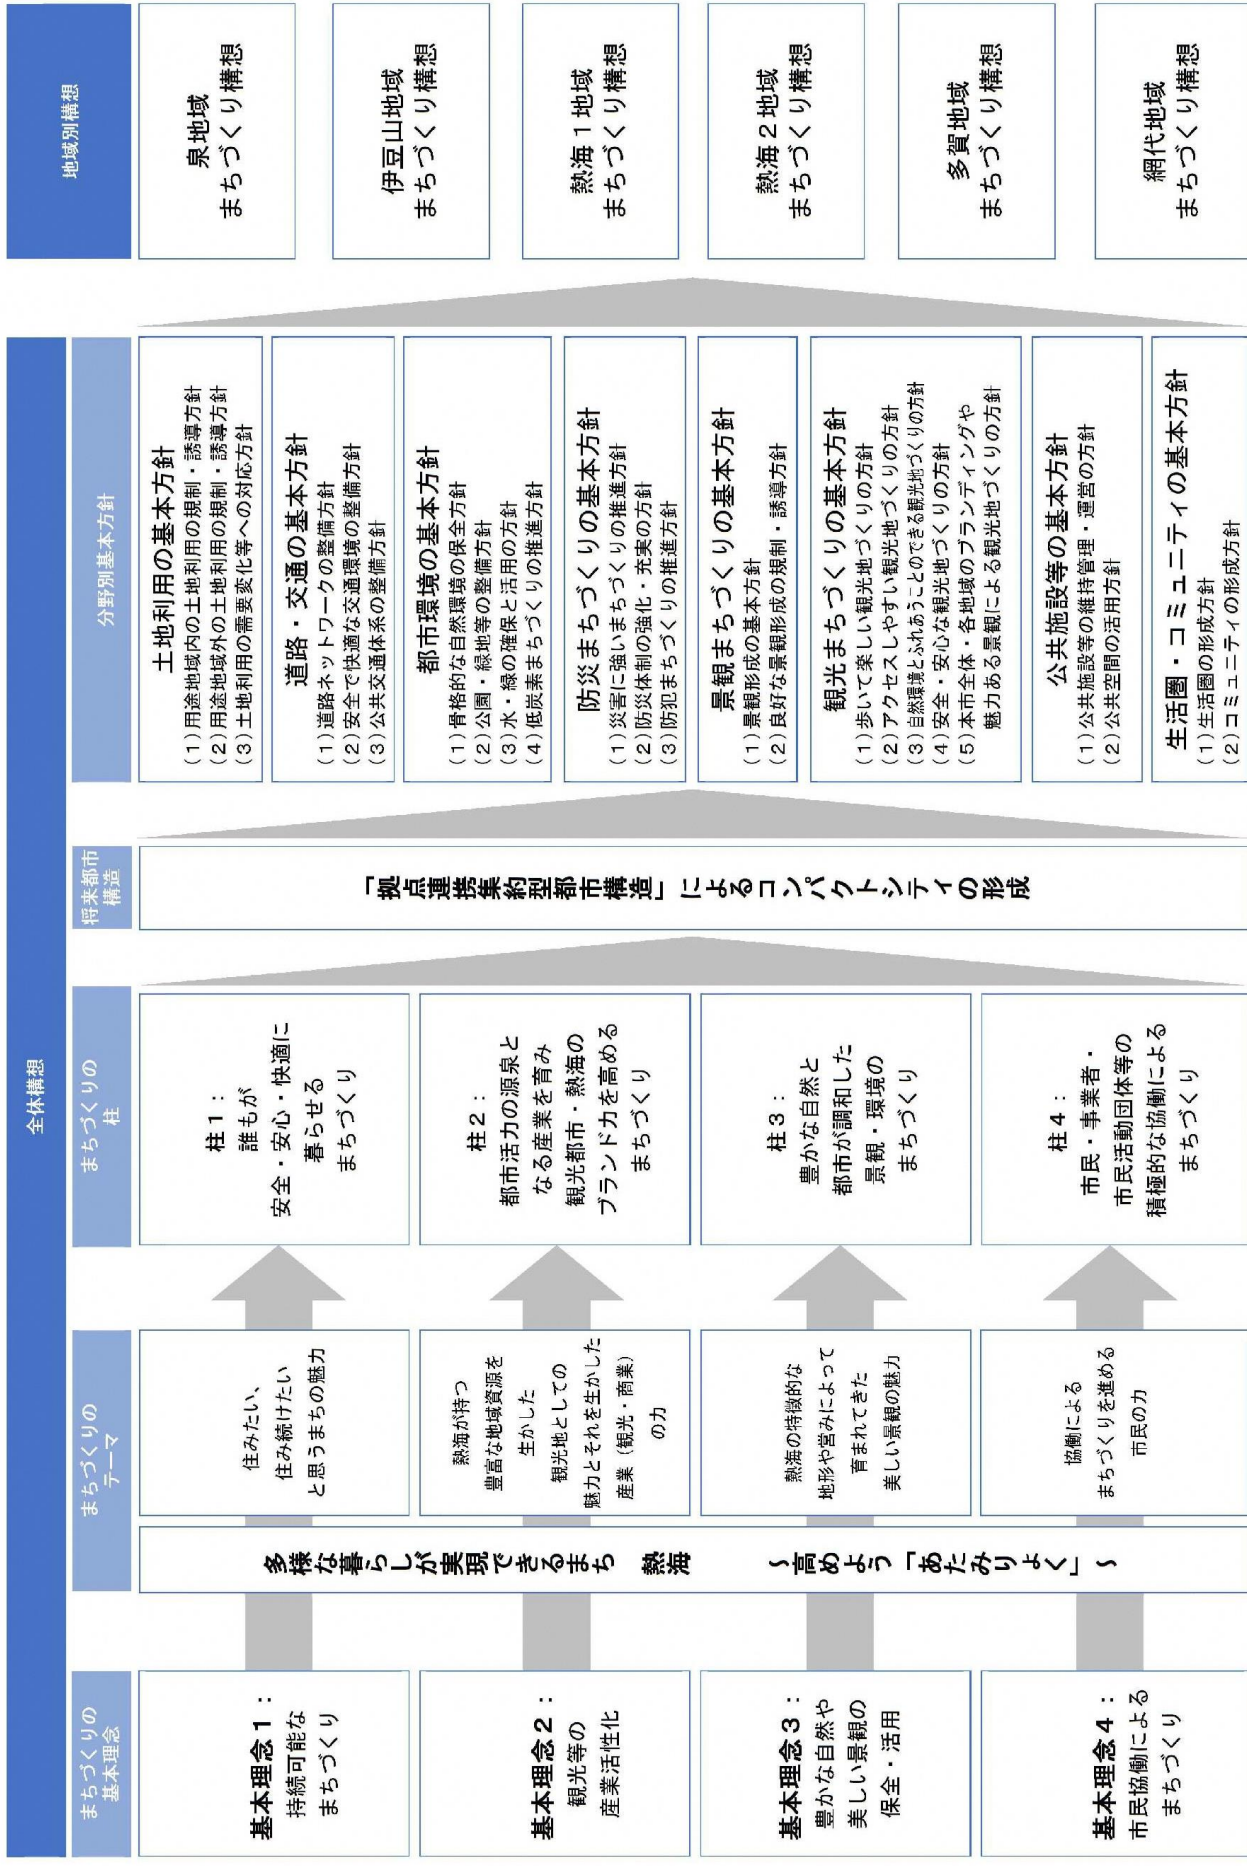 全体構想
地域別構想
まちづくりの
基本理念
まちづくりの
テーマ
まちづくりの
柱
将来都市
構造
分野別基本方針
基本理念1：
持続可能な
まちづくり
基本理念2：
観光等の
産業活性化
基本理念3：
豊かな自然や
美しい景観の
保全・活用
基本理念4：
市民協働による
まちづくり
多様な暮らしが実現できるまち　熱海　～高めよう「あたみりょく」～
住みたい、
住み続けたい
と思うまちの魅力
熱海が持つ
豊富な地域資源を
生かした
観光地としての
魅力とそれを生かした
産業（観光・商業）
の力
熱海の特徴的な
地形や営みによって
育まれてきた
美しい景観の魅力
協働による
まちづくりを進める
市民の力
柱1：
誰もが
安全・安心・快適に
暮らせる
まちづくり
柱2：
都市活力の源泉と
なる産業を育み
観光都市・熱海の
ブランド力を高める
まちづくり
柱3：
豊かな自然と
都市が調和した
景観・環境の
まちづくり
柱4：
市民・事業者・
市民活動団体等の
積極的な協働による
まちづくり
「拠点連携集約型都市構造」によるコンパクトシティの形成
土地利用の基本方針
(1)用途地域内の土地利用の規制・誘導方針
(2)用途地域外の土地利用の規制・誘導方針
(3)土地利用の需要変化等への対応方針
道路・交通の基本方針
(1)道路ネットワークの整備方針
(2)安全で快適な交通環境の整備方針
(3)公共交通体系の整備方針
都市環境の基本方針
(1)骨格的な自然環境の保全方針
(2)公園・緑地等の整備方針
(3)水・緑の確保と活用の方針
(4)低炭素まちづくりの推進方針
防災まちづくりの基本方針
(1)災害に強いまちづくりの推進方針
(2)防災体制の強化・充実の方針
(3)防犯まちづくりの推進方針
景観まちづくりの基本方針
(1)景観形成の基本方針
(2)良好な景観形成の規制・誘導方針
観光まちづくりの基本方針
(1)歩いて楽しい観光地づくりの方針
(2)アクセスしやすい観光地づくりの方針
(3)自然環境とふれあうことのできる観光地づくりの方針
(4)安全・安心な観光地づくりの方針
(5)本市全体・各地域のブランディングや
魅力ある景観による観光地づくりの方針
公共施設等の基本方針
(1)公共施設等の維持管理・運営の方針
(2)公共空間の活用方針
生活圏・コミュニティの基本方針
(1)生活圏の形成方針
(2)コミュニティの形成方針
泉地域
まちづくり構想
伊豆山地域
まちづくり構想
熱海1地域
まちづくり構想
熱海2地域
まちづくり構想
多賀地域
まちづくり構想
網代地域
まちづくり構想